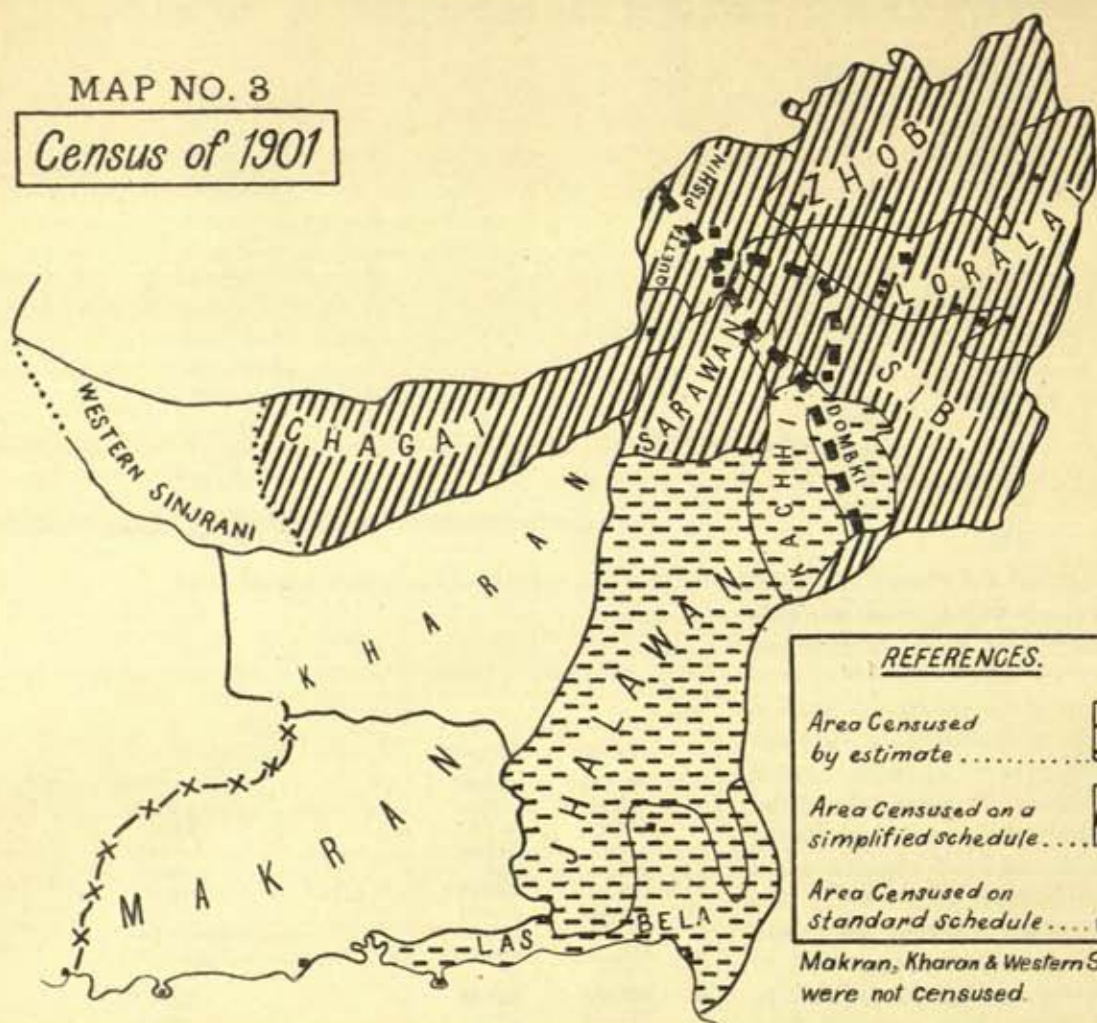 MAP NO. 3
Census of 1901
ZHOB
QUETTA PISHIN
LORALAI
SARAWAN
SIBI
CHAGAI
WESTERN SINJRANI
KACHHI
DOMBKI
KHARAN
JHALAWAN
MAKRAN
LAS BELA
REFERENCES.
Area Censused
by estimate ............
Area Censused on a
simplified schedule....
Area Censused on
standard schedule....
Makran, Kharan & Western S
were not censused.